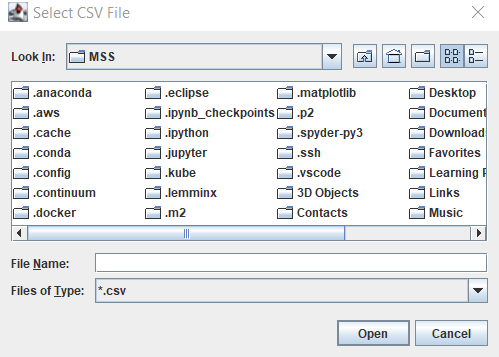 Select CSV File
Look In: MSS
.anaconda .eclipse .matplotlib Desktop
.aws .ipynb_checkpoints .p2 Document
.cache .ipython .spyder-py3 Download
.conda .jupyter .ssh Favorites
.config .kube .vscode Learning P
.continuum .lemminx 3D Objects Links
.docker .m2 Contacts Music
File Name:
Files of Type: *.csv
Open Cancel